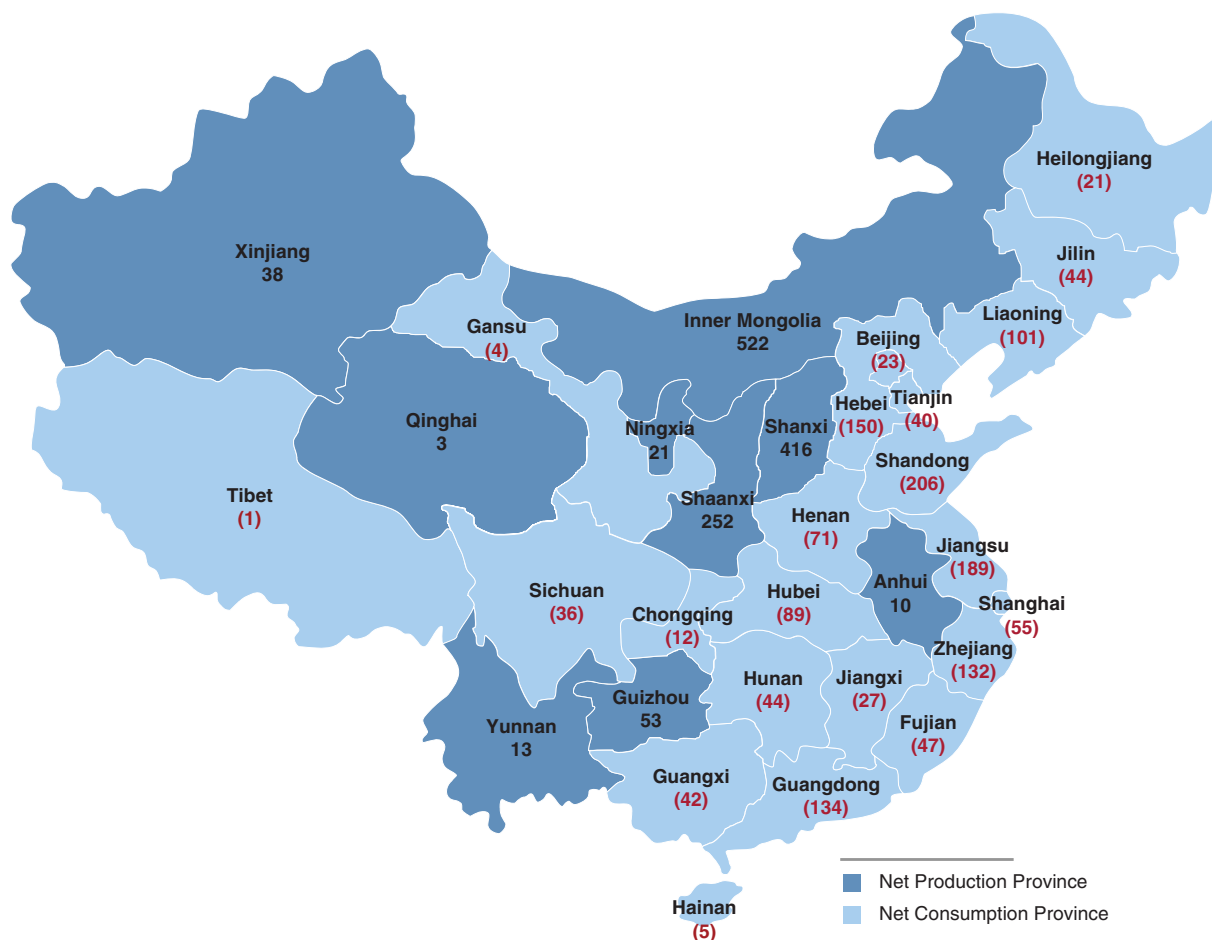 Heilongjiang
(21)
Xinjiang
38
Jilin
(44)
Gansu
(4)
Inner Mongolia
522
Liaoning
(101)
Beijing
(23)
Qinghai
3
Ningxia
21
Shanxi
416
Hebei
(150)
Tianjin
(40)
Shandong
(206)
Tibet
(1)
Shaanxi
252
Henan
(71)
Jiangsu
(189)
Sichuan
(36)
Chongqing
(12)
Hubei
(89)
Anhui
10
Shanghai
(55)
Zhejiang
(132)
Yunnan
13
Guizhou
53
Hunan
(44)
Jiangxi
(27)
Fujian
(47)
Guangxi
(42)
Guangdong
(134)
Hainan
(5)
Net Production Province
Net Consumption Province